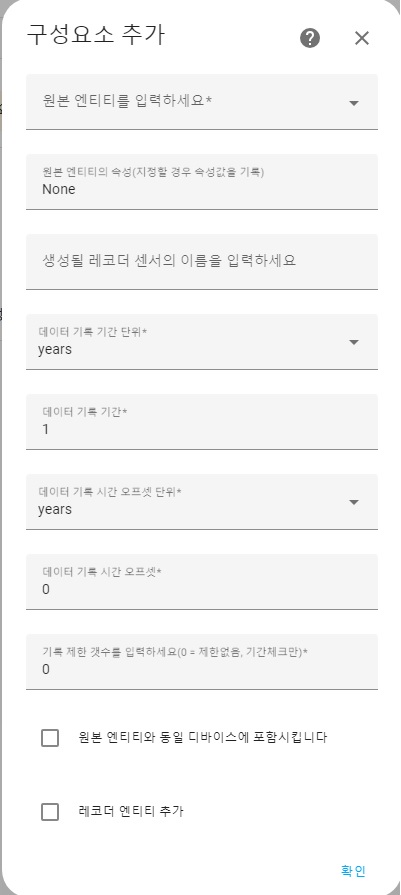 구성요소 추가
원본 엔티티를 입력하세요*
원본 엔티티의 속성(지정할 경우 속성값을 기록)
None
생성될 레코더 센서의 이름을 입력하세요
데이터 기록 기간 단위*
years
데이터 기록 기간*
1
데이터 기록 시간 오프셋 단위*
years
데이터 기록 시간 오프셋*
0
기록 제한 갯수를 입력하세요(0 = 제한없음, 기간체크만)*
0
원본 엔티티와 동일 디바이스에 포함시킵니다
레코더 엔티티 추가
확인